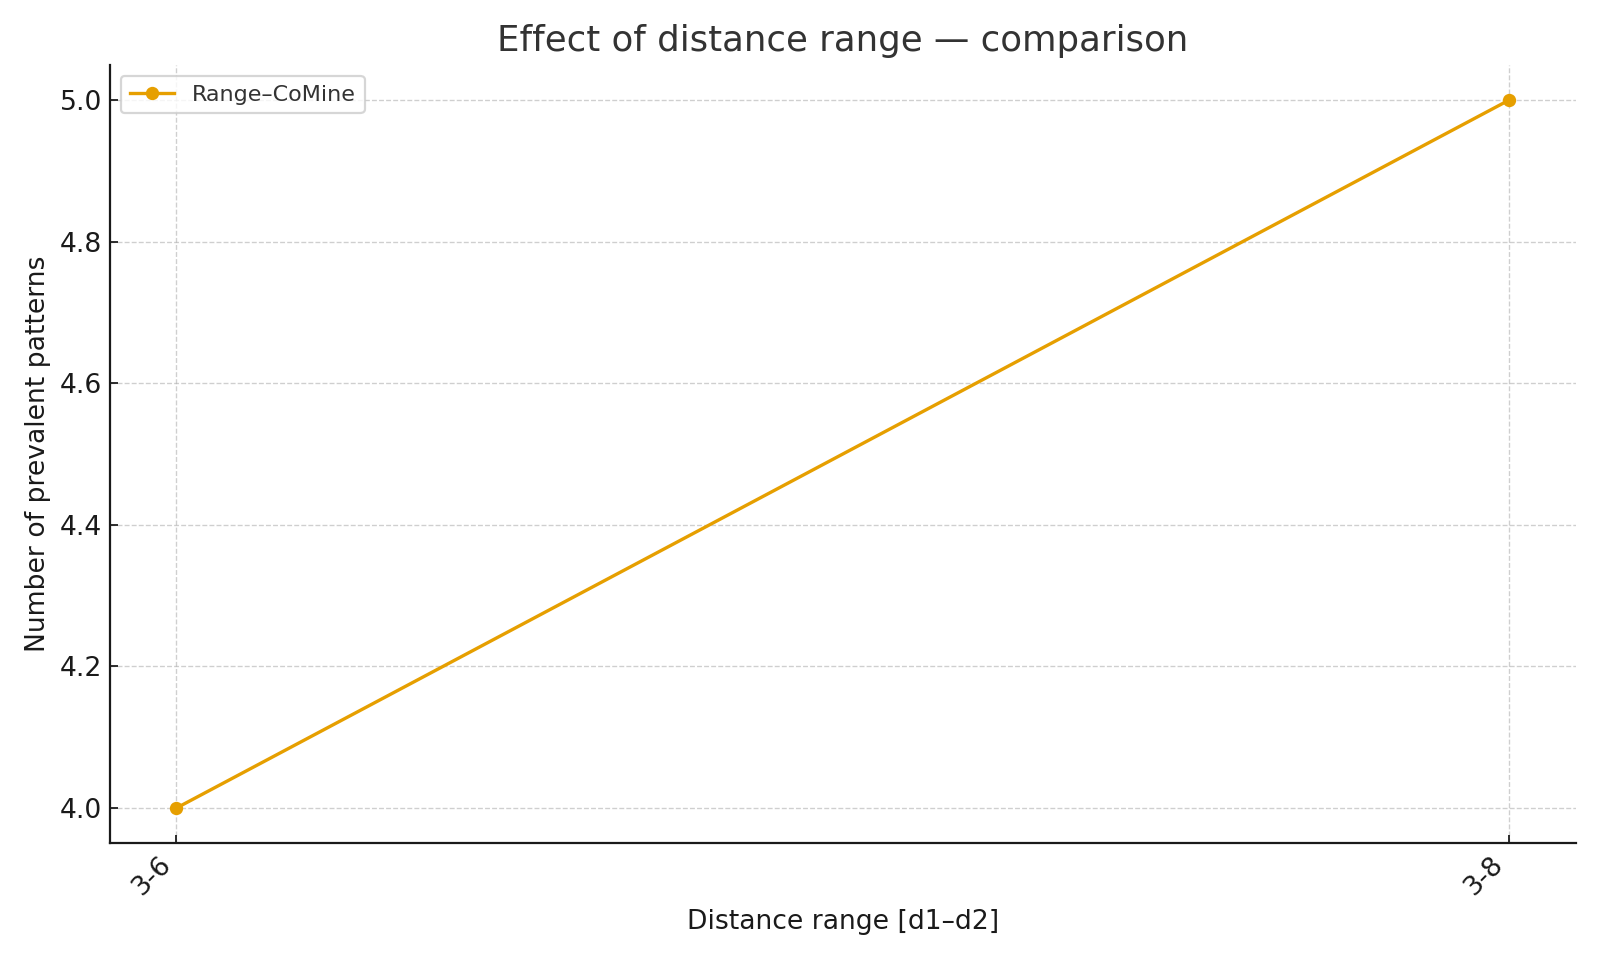 Effect of distance range — comparison
Range–CoMine
Number of prevalent patterns
5.0
4.8
4.6
4.4
4.2
4.0
3-6
3-8
Distance range [d1–d2]